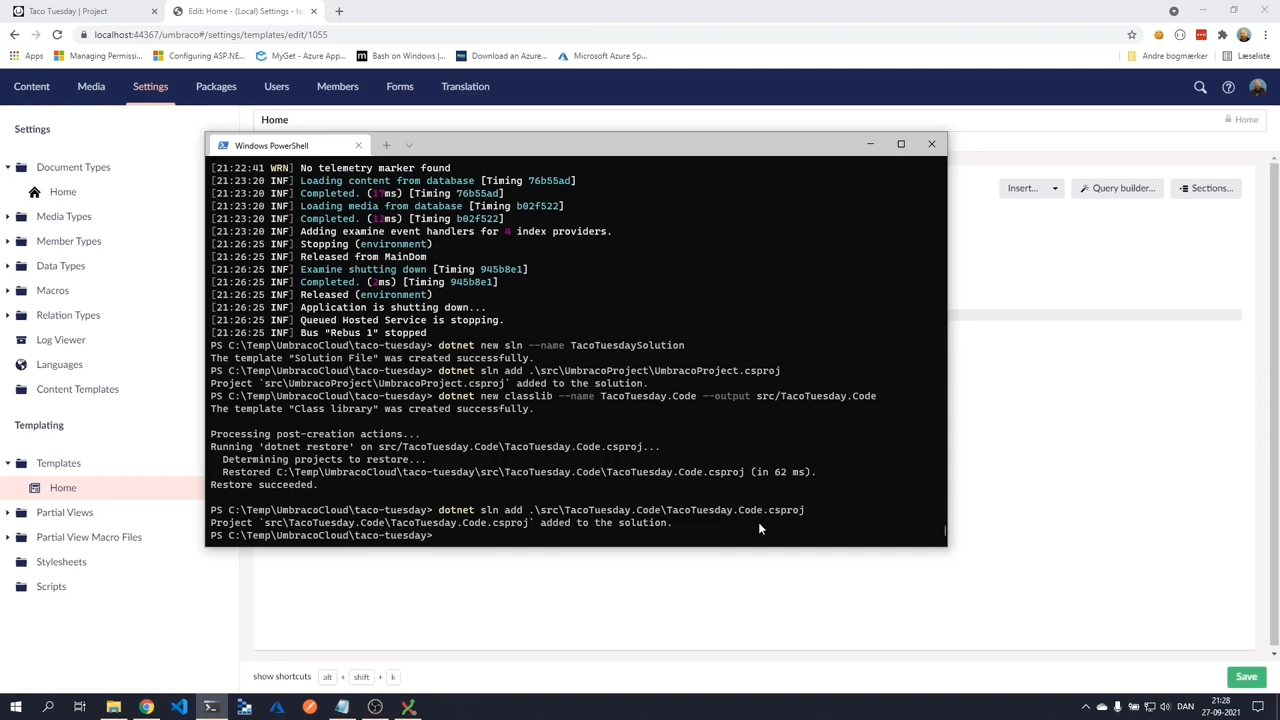 Taco Tuesday | Project
Edit: Home - (Local) Settings - lo
localhost:44367/umbraco#/settings/templates/edit/1055
Apps
Managing Permissi...
Configuring ASP.NE...
MyGet - Azure App...
Bash on Windows |...
Download an Azure...
Microsoft Azure Sp...
Andre bogmærker
Læseliste
Content
Media
Settings
Packages
Users
Members
Forms
Translation
Settings
Document Types
Home
Media Types
Member Types
Data Types
Macros
Relation Types
Log Viewer
Languages
Content Templates
Templating
Templates
Home
Partial Views
Partial View Macro Files
Stylesheets
Scripts
Home
Home
Insert...
Query builder...
Sections...
Windows PowerShell
[21:22:41 WRN] No telemetry marker found
[21:23:20 INF] Loading content from database [Timing 76b55ad]
[21:23:20 INF] Completed. (17ms) [Timing 76b55ad]
[21:23:20 INF] Loading media from database [Timing b02f522]
[21:23:20 INF] Completed. (12ms) [Timing b02f522]
[21:23:20 INF] Adding examine event handlers for 4 index providers.
[21:26:25 INF] Stopping (environment)
[21:26:25 INF] Released from MainDom
[21:26:25 INF] Examine shutting down [Timing 945b8e1]
[21:26:25 INF] Completed. (2ms) [Timing 945b8e1]
[21:26:25 INF] Released (environment)
[21:26:25 INF] Application is shutting down...
[21:26:25 INF] Queued Hosted Service is stopping.
[21:26:25 INF] Bus "Rebus 1" stopped
PS C:\Temp\UmbracoCloud\taco-tuesday> dotnet new sln --name TacoTuesdaySolution
The template "Solution File" was created successfully.
PS C:\Temp\UmbracoCloud\taco-tuesday> dotnet sln add .\src\UmbracoProject\UmbracoProject.csproj
Project `src\UmbracoProject\UmbracoProject.csproj` added to the solution.
PS C:\Temp\UmbracoCloud\taco-tuesday> dotnet new classlib --name TacoTuesday.Code --output src/TacoTuesday.Code
The template "Class library" was created successfully.
Processing post-creation actions...
Running 'dotnet restore' on src/TacoTuesday.Code\TacoTuesday.Code.csproj...
Determining projects to restore...
Restored C:\Temp\UmbracoCloud\taco-tuesday\src\TacoTuesday.Code\TacoTuesday.Code.csproj (in 62 ms).
Restore succeeded.
PS C:\Temp\UmbracoCloud\taco-tuesday> dotnet sln add .\src\TacoTuesday.Code\TacoTuesday.Code.csproj
Project `src\TacoTuesday.Code\TacoTuesday.Code.csproj` added to the solution.
PS C:\Temp\UmbracoCloud\taco-tuesday>
show shortcuts alt + shift + k
Save
DAN
21:28
27-09-2021